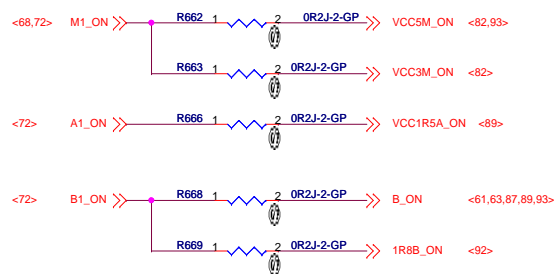 <68,72> M1_ON R662 1 2 0R2J-2-GP VCC5M_ON <82,93>
R663 1 2 0R2J-2-GP VCC3M_ON <82>
<72> A1_ON R666 1 2 0R2J-2-GP VCC1R5A_ON <89>
<72> B1_ON R668 1 2 0R2J-2-GP B_ON <61,63,87,89,93>
R669 1 2 0R2J-2-GP 1R8B_ON <92>